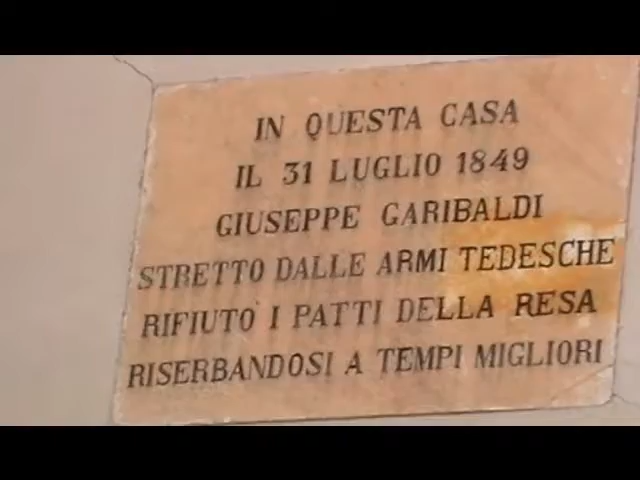 IN QUESTA CASA
IL 31 LUGLIO 1849
GIUSEPPE GARIBALDI
STRETTO DALLE ARMI TEDESCHE
RIFIUTO' I PATTI DELLA RESA
RISERBANDOSI A TEMPI MIGLIORI